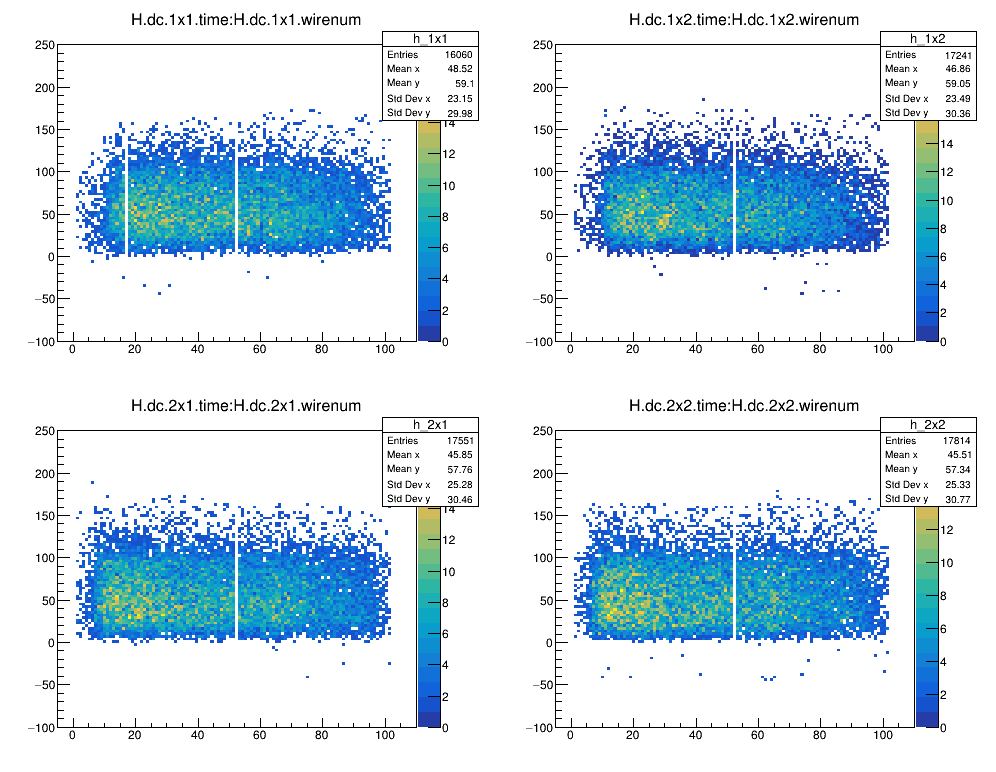 H.dc.1x1.time:H.dc.1x1.wirenum
h_1x1
Entries 16060
Mean x 48.52
Mean y 59.1
Std Dev x 23.15
Std Dev y 29.98
250
200
150
100
50
0
−50
−100
0 20 40 60 80 100
14
12
10
8
6
4
2
0
H.dc.1x2.time:H.dc.1x2.wirenum
h_1x2
Entries 17241
Mean x 46.86
Mean y 59.05
Std Dev x 23.49
Std Dev y 30.36
250
200
150
100
50
0
−50
−100
0 20 40 60 80 100
14
12
10
8
6
4
2
0
H.dc.2x1.time:H.dc.2x1.wirenum
h_2x1
Entries 17551
Mean x 45.85
Mean y 57.76
Std Dev x 25.28
Std Dev y 30.46
250
200
150
100
50
0
−50
−100
0 20 40 60 80 100
14
12
10
8
6
4
2
0
H.dc.2x2.time:H.dc.2x2.wirenum
h_2x2
Entries 17814
Mean x 45.51
Mean y 57.34
Std Dev x 25.33
Std Dev y 30.77
250
200
150
100
50
0
−50
−100
0 20 40 60 80 100
12
10
8
6
4
2
0